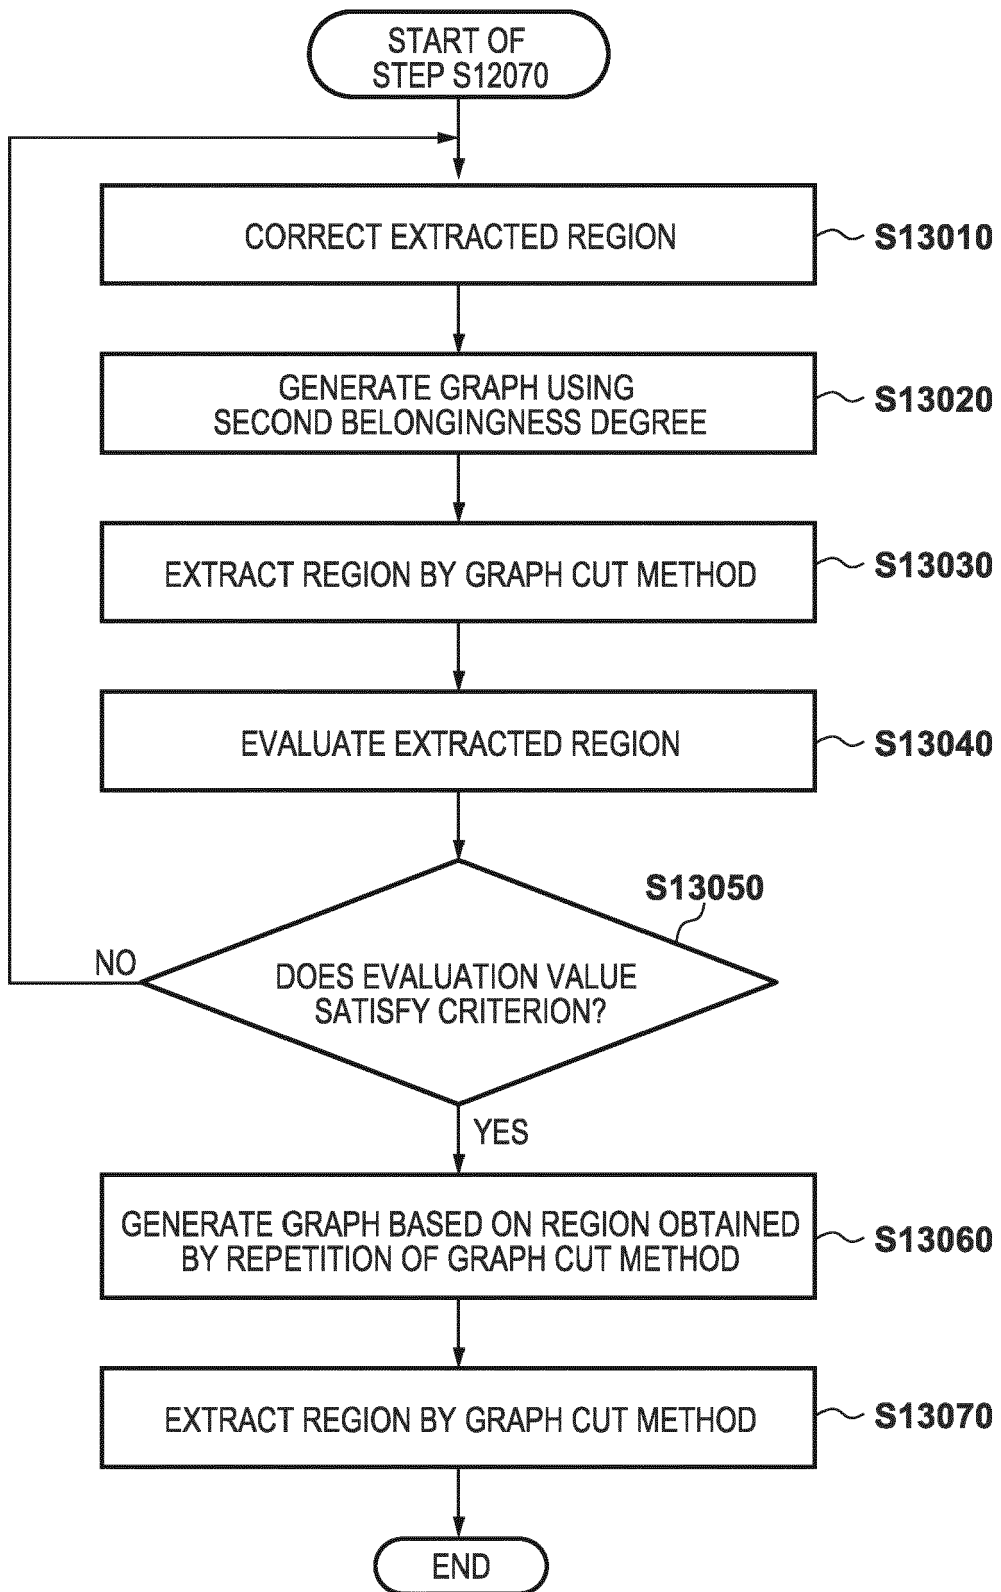 START OF
STEP S12070
CORRECT EXTRACTED REGION
S13010
GENERATE GRAPH USING
SECOND BELONGINGNESS DEGREE
S13020
EXTRACT REGION BY GRAPH CUT METHOD
S13030
EVALUATE EXTRACTED REGION
S13040
S13050
NO
DOES EVALUATION VALUE
SATISFY CRITERION?
YES
GENERATE GRAPH BASED ON REGION OBTAINED
BY REPETITION OF GRAPH CUT METHOD
S13060
EXTRACT REGION BY GRAPH CUT METHOD
S13070
END